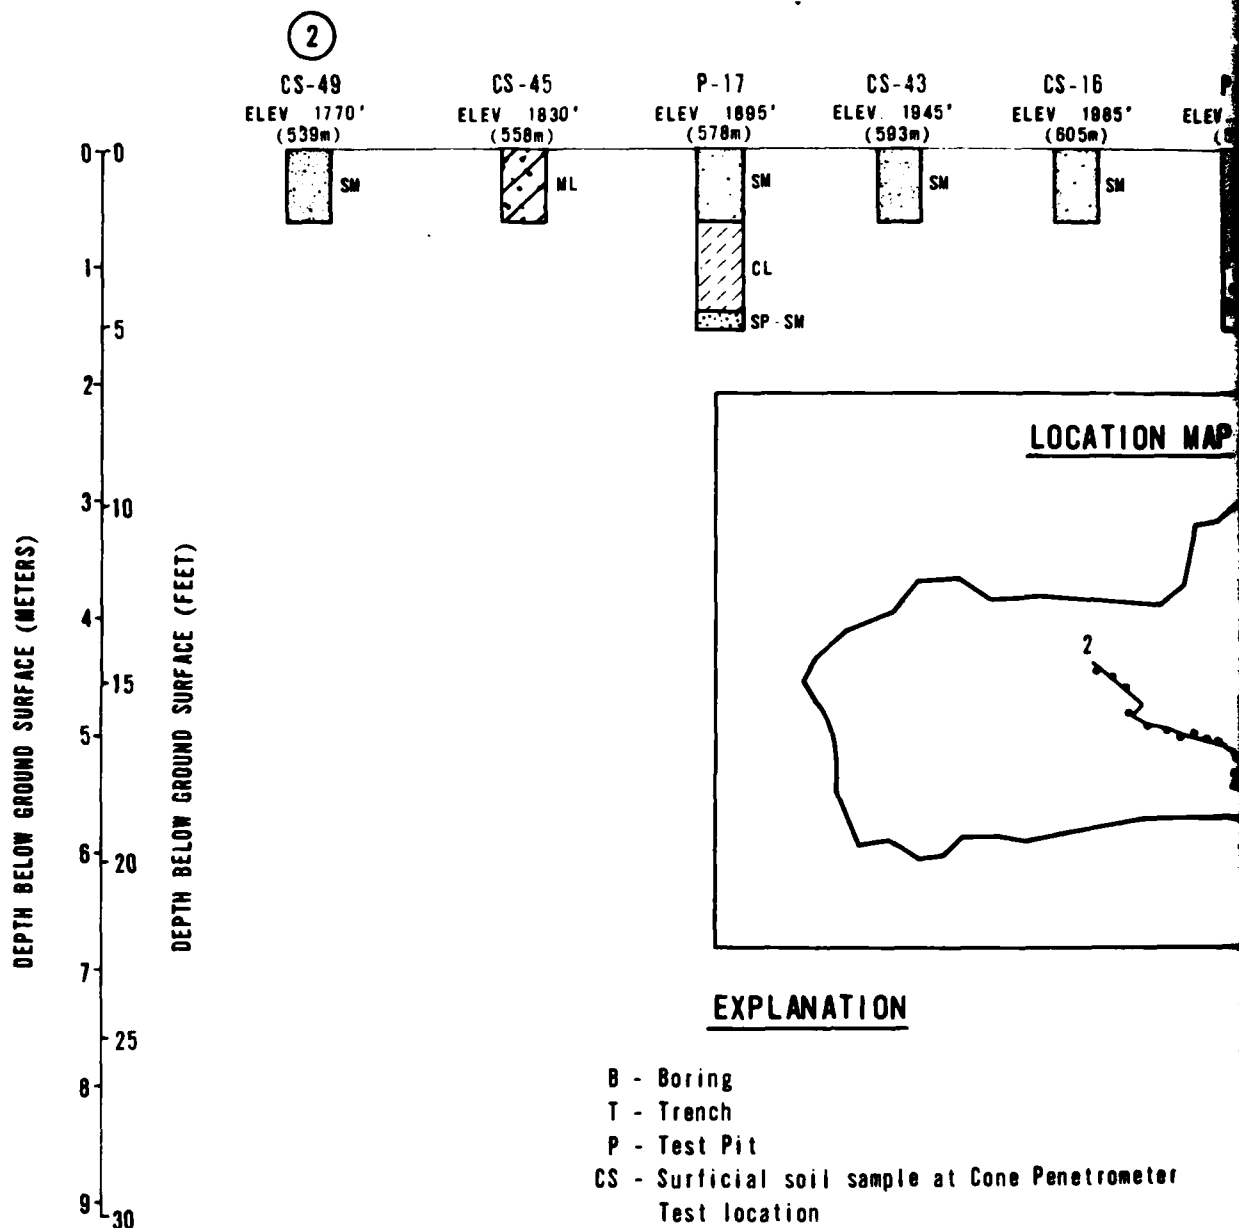 2
CS-49
ELEV 1770'
(539m)
CS-45
ELEV 1830'
(558m)
P-17
ELEV 1895'
(578m)
CS-43
ELEV. 1945'
(593m)
CS-16
ELEV 1985'
(605m)
P
ELEV
0 0
SM
ML
SM
SM
SM
1
CL
5
SP-SM
2
LOCATION MAP
3
10
4
2
15
5
6
20
7
25
8
9
30
DEPTH BELOW GROUND SURFACE (METERS)
DEPTH BELOW GROUND SURFACE (FEET)
EXPLANATION
B - Boring
T - Trench
P - Test Pit
CS - Surficial soil sample at Cone Penetrometer
Test location